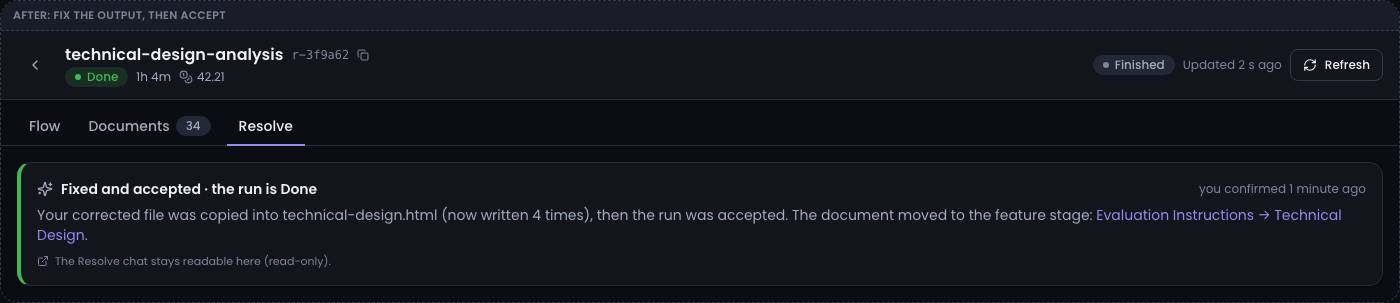 AFTER: FIX THE OUTPUT, THEN ACCEPT
technical-design-analysis r-3f9a62
Done 1h 4m 42.21
Finished Updated 2 s ago Refresh
Flow Documents 34 Resolve
Fixed and accepted · the run is Done
you confirmed 1 minute ago
Your corrected file was copied into technical-design.html (now written 4 times), then the run was accepted. The document moved to the feature stage: Evaluation Instructions → Technical
Design.
The Resolve chat stays readable here (read-only).